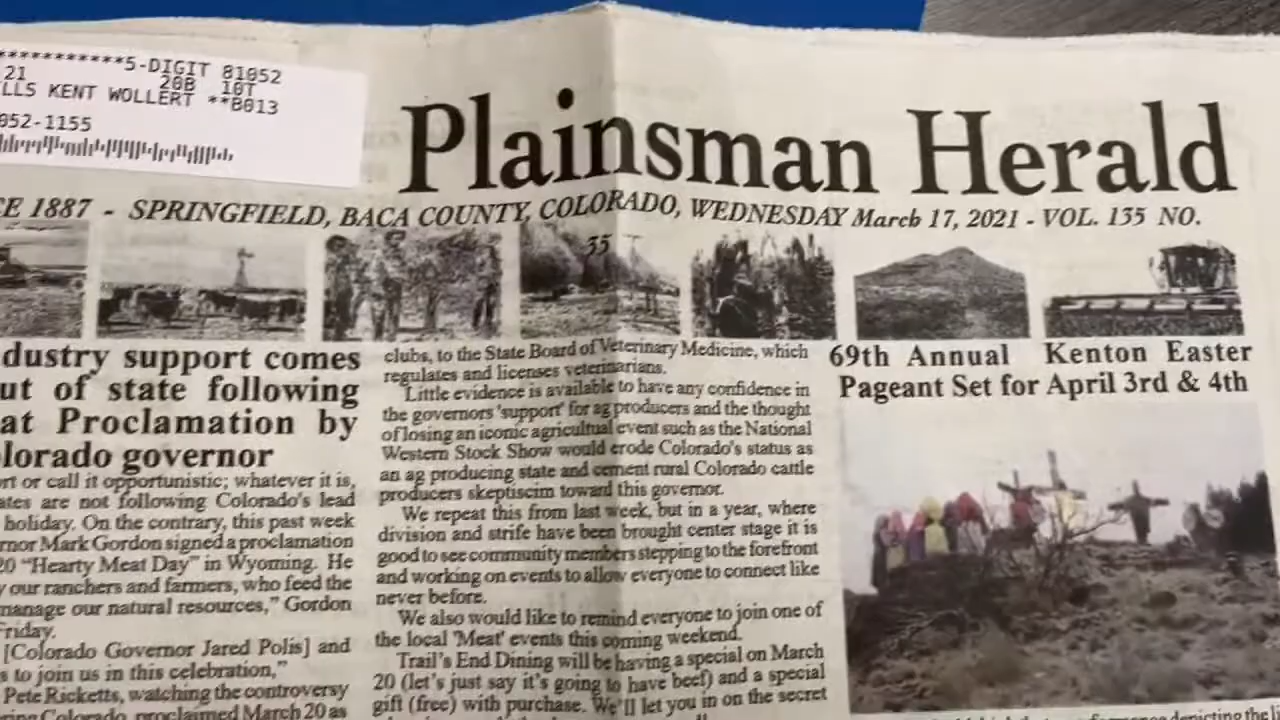 ***********5-DIGIT 81052
21 20B 10T
LLS KENT WOLLERT **B013
052-1155
Plainsman Herald
CE 1887 - SPRINGFIELD, BACA COUNTY, COLORADO, WEDNESDAY March 17, 2021 - VOL. 135 NO.
35
dustry support comes
ut of state following
at Proclamation by
lorado governor
rt or call it opportunistic; whatever it is,
ates are not following Colorado's lead
holiday. On the contrary, this past week
rnor Mark Gordon signed a proclamation
20 “Hearty Meat Day” in Wyoming. He
y our ranchers and farmers, who feed the
manage our natural resources,” Gordon
Friday.
[Colorado Governor Jared Polis] and
s to join us in this celebration,”
Pete Ricketts, watching the controversy
ring Colorado, proclaimed March 20 as
clubs, to the State Board of Veterinary Medicine, which
regulates and licenses veterinarians.
Little evidence is available to have any confidence in
the governors 'support' for ag producers and the thought
of losing an iconic agricultual event such as the National
Western Stock Show would erode Colorado's status as
an ag producing state and cement rural Colorado cattle
producers skeptiscim toward this governor.
We repeat this from last week, but in a year, where
division and strife have been brought center stage it is
good to see community members stepping to the forefront
and working on events to allow everyone to connect like
never before.
We also would like to remind everyone to join one of
the local 'Meat' events this coming weekend.
Trail's End Dining will be having a special on March
20 (let's just say it's going to have beef) and a special
gift (free) with purchase. We'll let you in on the secret
69th Annual Kenton Easter
Pageant Set for April 3rd & 4th